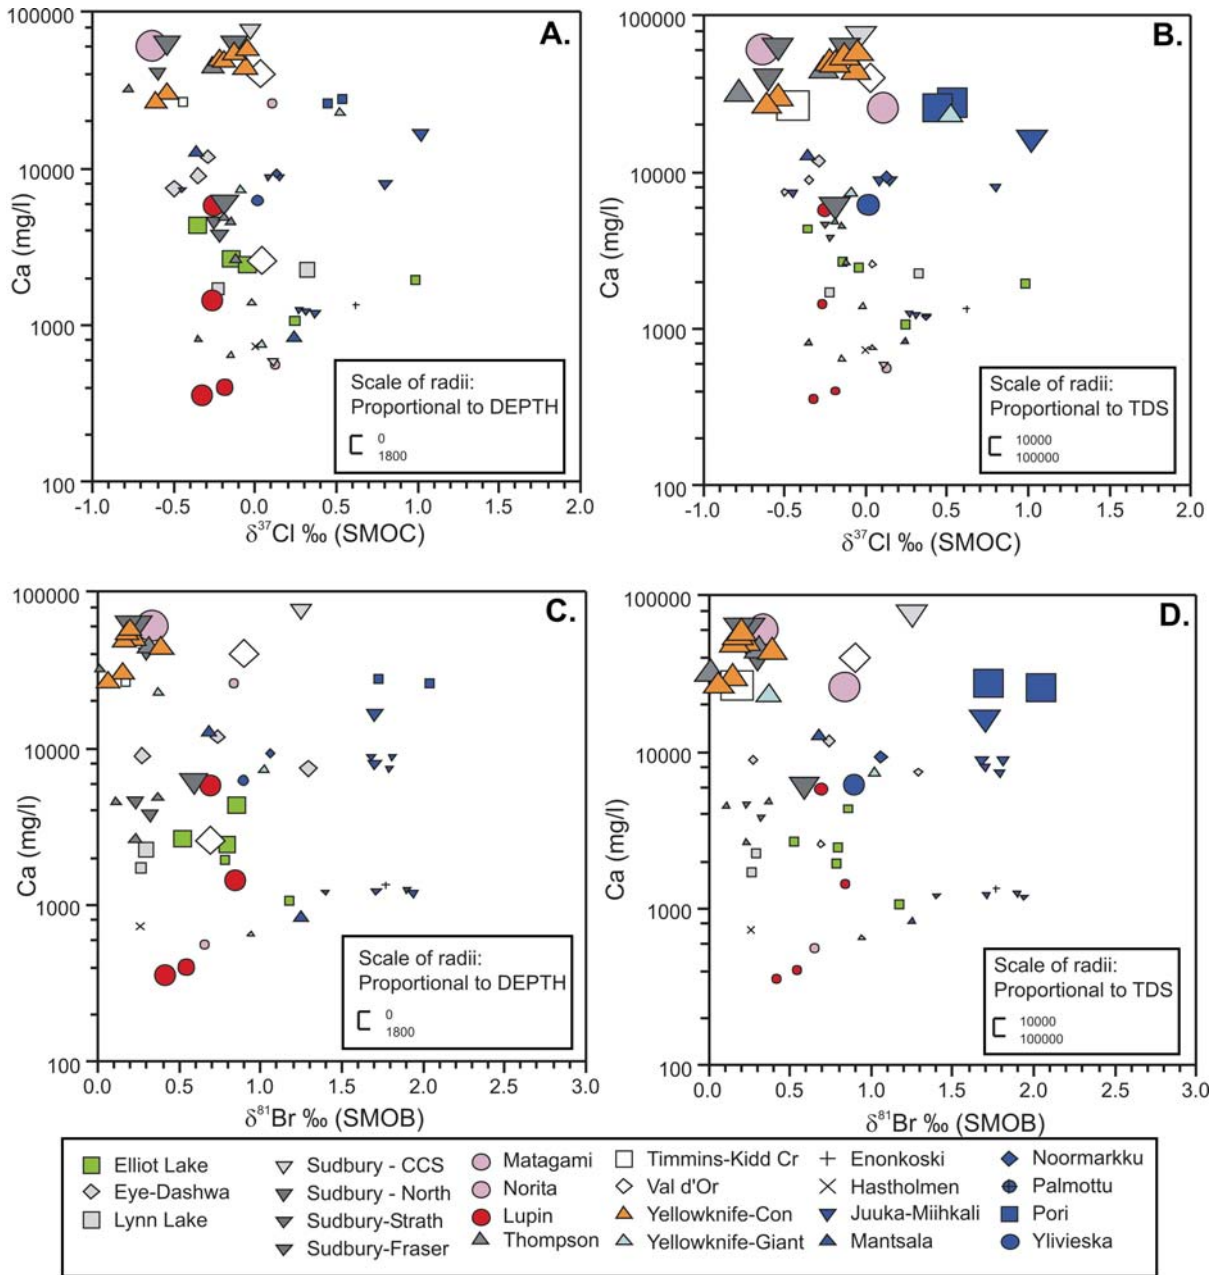 A.
100000
10000
1000
100
Ca (mg/l)
-1.0
-0.5
0.0
0.5
1.0
1.5
2.0
δ³⁷Cl ‰ (SMOC)
Scale of radii:
Proportional to DEPTH
0
1800
B.
100000
10000
1000
100
Ca (mg/l)
-1.0
-0.5
0.0
0.5
1.0
1.5
2.0
δ³⁷Cl ‰ (SMOC)
Scale of radii:
Proportional to TDS
10000
100000
C.
100000
10000
1000
100
Ca (mg/l)
0.0
0.5
1.0
1.5
2.0
2.5
3.0
δ⁸¹Br ‰ (SMOB)
Scale of radii:
Proportional to DEPTH
0
1800
D.
100000
10000
1000
100
Ca (mg/l)
0.0
0.5
1.0
1.5
2.0
2.5
3.0
δ⁸¹Br ‰ (SMOB)
Scale of radii:
Proportional to TDS
10000
100000
Elliot Lake
Eye-Dashwa
Lynn Lake
Sudbury - CCS
Sudbury - North
Sudbury-Strath
Sudbury-Fraser
Matagami
Norita
Lupin
Thompson
Timmins-Kidd Cr
Val d'Or
Yellowknife-Con
Yellowknife-Giant
Enonkoski
Hastholmen
Juuka-Miihkali
Mantsala
Noormarkku
Palmottu
Pori
Ylivieska